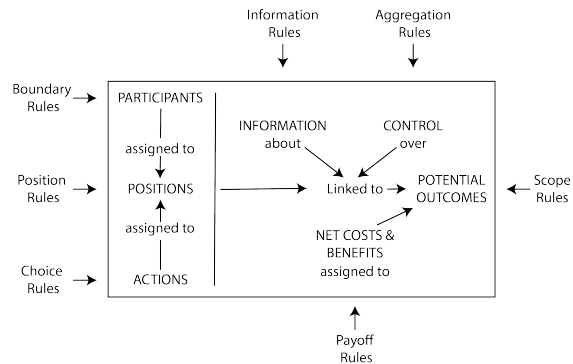 Information
Rules
Aggregation
Rules
Boundary
Rules
PARTICIPANTS
INFORMATION
about
CONTROL
over
assigned to
Position
Rules
POSITIONS
Linked to
POTENTIAL
OUTCOMES
Scope
Rules
assigned to
NET COSTS &
BENEFITS
assigned to
Choice
Rules
ACTIONS
Payoff
Rules